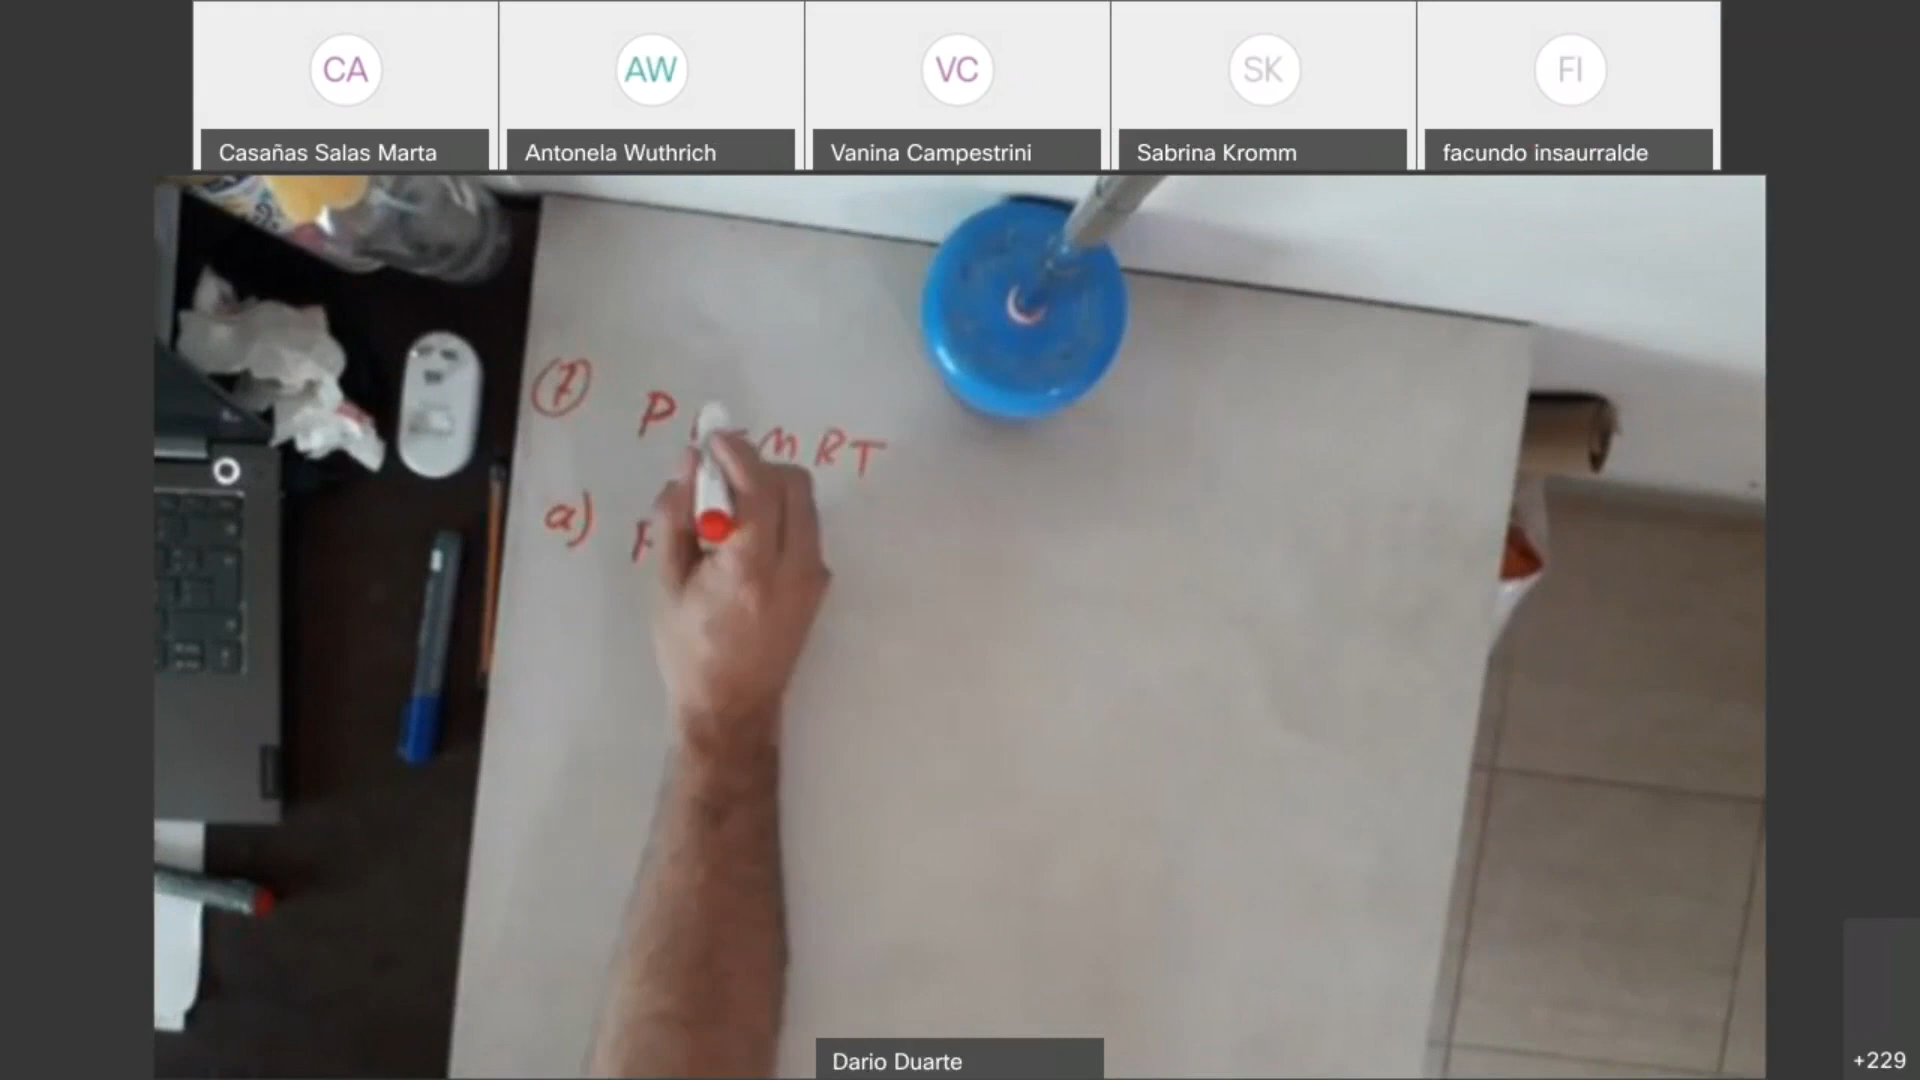 CA
AW
VC
SK
FI
Casañas Salas Marta
Antonela Wuthrich
Vanina Campestrini
Sabrina Kromm
facundo insaurralde
⑦ P
RT
a)
Dario Duarte
+229